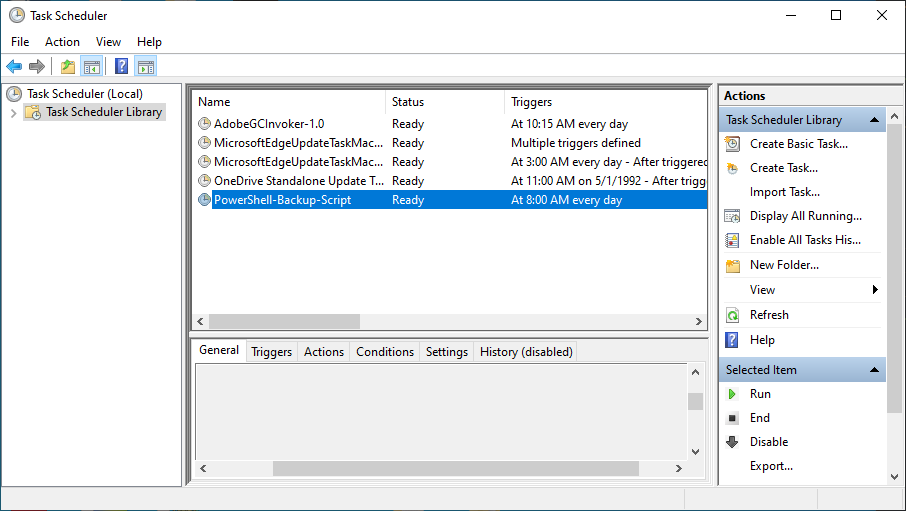 Task Scheduler
File Action View Help
Task Scheduler (Local)
Task Scheduler Library
Name Status Triggers
AdobeGCInvoker-1.0 Ready At 10:15 AM every day
MicrosoftEdgeUpdateTaskMac... Ready Multiple triggers defined
MicrosoftEdgeUpdateTaskMac... Ready At 3:00 AM every day - After triggered
OneDrive Standalone Update T... Ready At 11:00 AM on 5/1/1992 - After trigg
PowerShell-Backup-Script Ready At 8:00 AM every day
General Triggers Actions Conditions Settings History (disabled)
Actions
Task Scheduler Library
Create Basic Task...
Create Task...
Import Task...
Display All Running...
Enable All Tasks His...
New Folder...
View
Refresh
Help
Selected Item
Run
End
Disable
Export...